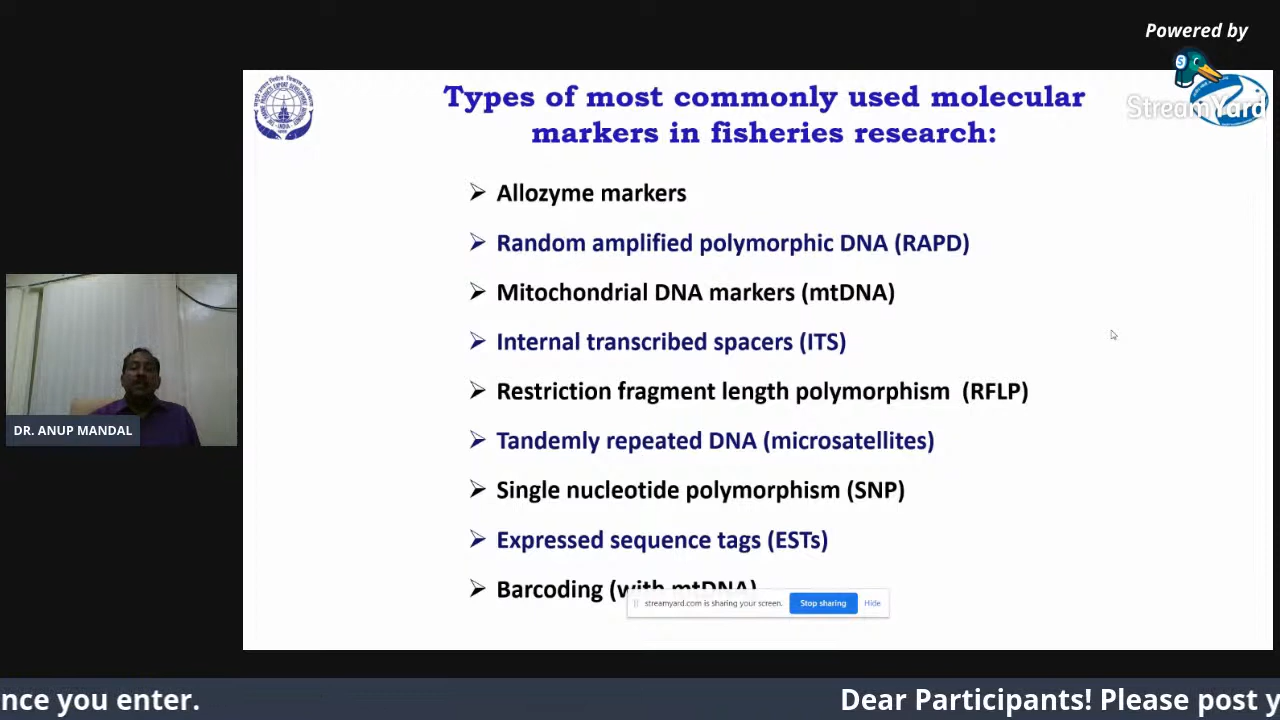 Powered by
StreamYard
Types of most commonly used molecular
markers in fisheries research:
Allozyme markers
Random amplified polymorphic DNA (RAPD)
Mitochondrial DNA markers (mtDNA)
Internal transcribed spacers (ITS)
Restriction fragment length polymorphism (RFLP)
Tandemly repeated DNA (microsatellites)
Single nucleotide polymorphism (SNP)
Expressed sequence tags (ESTs)
Barcoding (with mtDNA)
streamyard.com is sharing your screen. Stop sharing Hide
DR. ANUP MANDAL
nce you enter. Dear Participants! Please post y